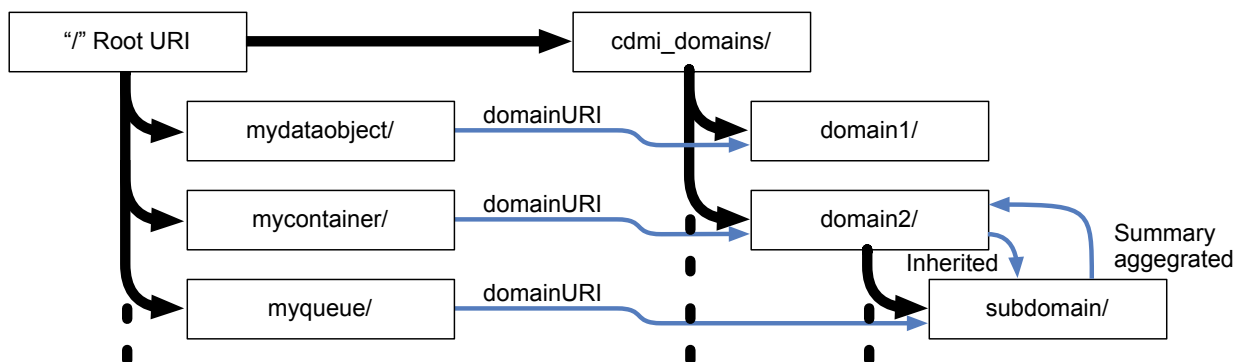 “/” Root URI
cdmi_domains/
mydataobject/
domainURI
domain1/
mycontainer/
domainURI
domain2/
Summary
aggegrated
Inherited
myqueue/
domainURI
subdomain/